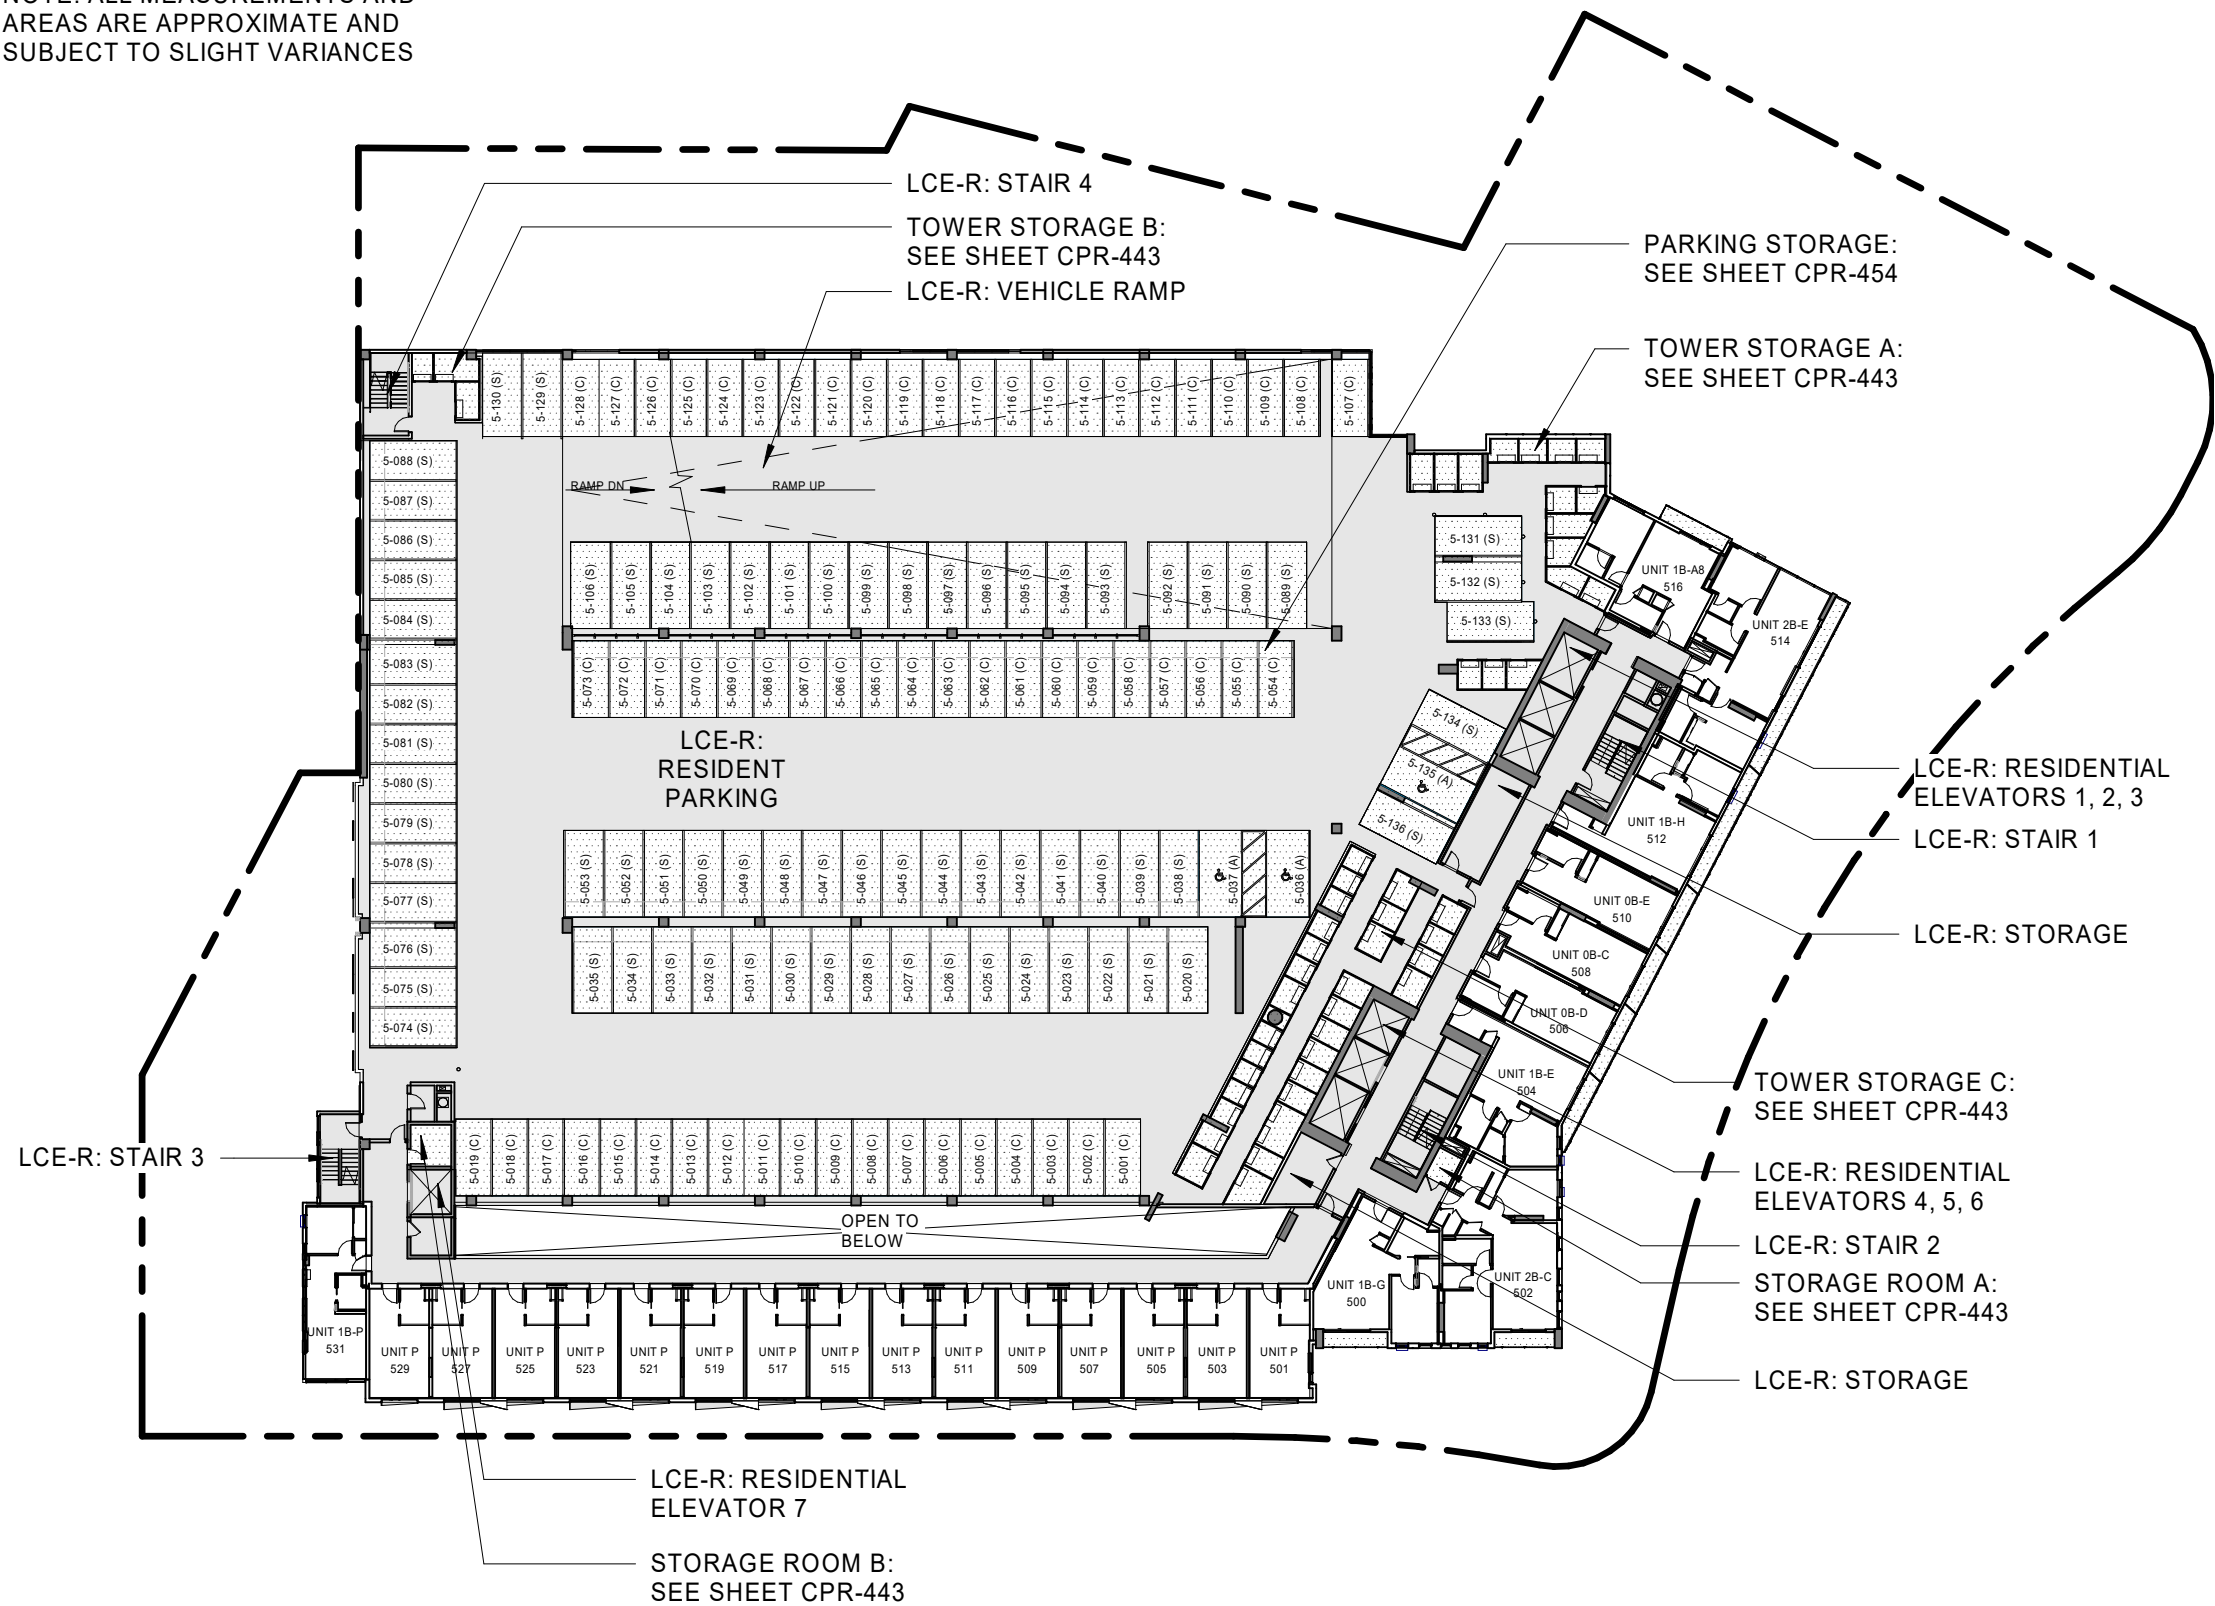 NOTE: ALL MEASUREMENTS AND
AREAS ARE APPROXIMATE AND
SUBJECT TO SLIGHT VARIANCES
LCE-R: STAIR 4
TOWER STORAGE B:
SEE SHEET CPR-443
LCE-R: VEHICLE RAMP
PARKING STORAGE:
SEE SHEET CPR-454
TOWER STORAGE A:
SEE SHEET CPR-443
5-130 (S)
5-129 (S)
5-128 (C)
5-127 (C)
5-126 (C)
5-125 (C)
5-124 (C)
5-123 (C)
5-122 (C)
5-121 (C)
5-120 (C)
5-119 (C)
5-118 (C)
5-117 (C)
5-116 (C)
5-115 (C)
5-114 (C)
5-113 (C)
5-112 (C)
5-111 (C)
5-110 (C)
5-109 (C)
5-108 (C)
5-107 (C)
5-088 (S)
5-087 (S)
5-086 (S)
5-085 (S)
5-084 (S)
5-083 (S)
5-082 (S)
5-081 (S)
5-080 (S)
5-079 (S)
5-078 (S)
5-077 (S)
5-076 (S)
5-075 (S)
5-074 (S)
RAMP DN
RAMP UP
5-106 (S)
5-105 (S)
5-104 (S)
5-103 (S)
5-102 (S)
5-101 (S)
5-100 (S)
5-099 (S)
5-098 (S)
5-097 (S)
5-096 (S)
5-095 (S)
5-094 (S)
5-093 (S)
5-092 (S)
5-091 (S)
5-090 (S)
5-089 (S)
5-131 (S)
5-132 (S)
5-133 (S)
5-073 (C)
5-072 (C)
5-071 (C)
5-070 (C)
5-069 (C)
5-068 (C)
5-067 (C)
5-066 (C)
5-065 (C)
5-064 (C)
5-063 (C)
5-062 (C)
5-061 (C)
5-060 (C)
5-059 (C)
5-058 (C)
5-057 (C)
5-056 (C)
5-055 (C)
5-054 (C)
LCE-R:
RESIDENT
PARKING
5-134 (S)
5-135 (A)
5-136 (S)
UNIT 1B-A8
516
UNIT 2B-E
514
UNIT 1B-H
512
UNIT 0B-E
510
UNIT 0B-C
508
UNIT 0B-D
506
UNIT 1B-E
504
LCE-R: RESIDENTIAL
ELEVATORS 1, 2, 3
LCE-R: STAIR 1
LCE-R: STORAGE
5-053 (S)
5-052 (S)
5-051 (S)
5-050 (S)
5-049 (S)
5-048 (S)
5-047 (S)
5-046 (S)
5-045 (S)
5-044 (S)
5-043 (S)
5-042 (S)
5-041 (S)
5-040 (S)
5-039 (S)
5-038 (S)
5-037 (A)
5-036 (A)
5-035 (S)
5-034 (S)
5-033 (S)
5-032 (S)
5-031 (S)
5-030 (S)
5-029 (S)
5-028 (S)
5-027 (S)
5-026 (S)
5-025 (S)
5-024 (S)
5-023 (S)
5-022 (S)
5-021 (S)
5-020 (S)
TOWER STORAGE C:
SEE SHEET CPR-443
LCE-R: STAIR 3
5-019 (C)
5-018 (C)
5-017 (C)
5-016 (C)
5-015 (C)
5-014 (C)
5-013 (C)
5-012 (C)
5-011 (C)
5-010 (C)
5-009 (C)
5-008 (C)
5-007 (C)
5-006 (C)
5-005 (C)
5-004 (C)
5-003 (C)
5-002 (C)
5-001 (C)
LCE-R: RESIDENTIAL
ELEVATORS 4, 5, 6
OPEN TO
BELOW
LCE-R: STAIR 2
STORAGE ROOM A:
SEE SHEET CPR-443
UNIT 1B-G
500
UNIT 2B-C
502
UNIT 1B-P
531
UNIT P
529
UNIT P
527
UNIT P
525
UNIT P
523
UNIT P
521
UNIT P
519
UNIT P
517
UNIT P
515
UNIT P
513
UNIT P
511
UNIT P
509
UNIT P
507
UNIT P
505
UNIT P
503
UNIT P
501
LCE-R: STORAGE
LCE-R: RESIDENTIAL
ELEVATOR 7
STORAGE ROOM B:
SEE SHEET CPR-443